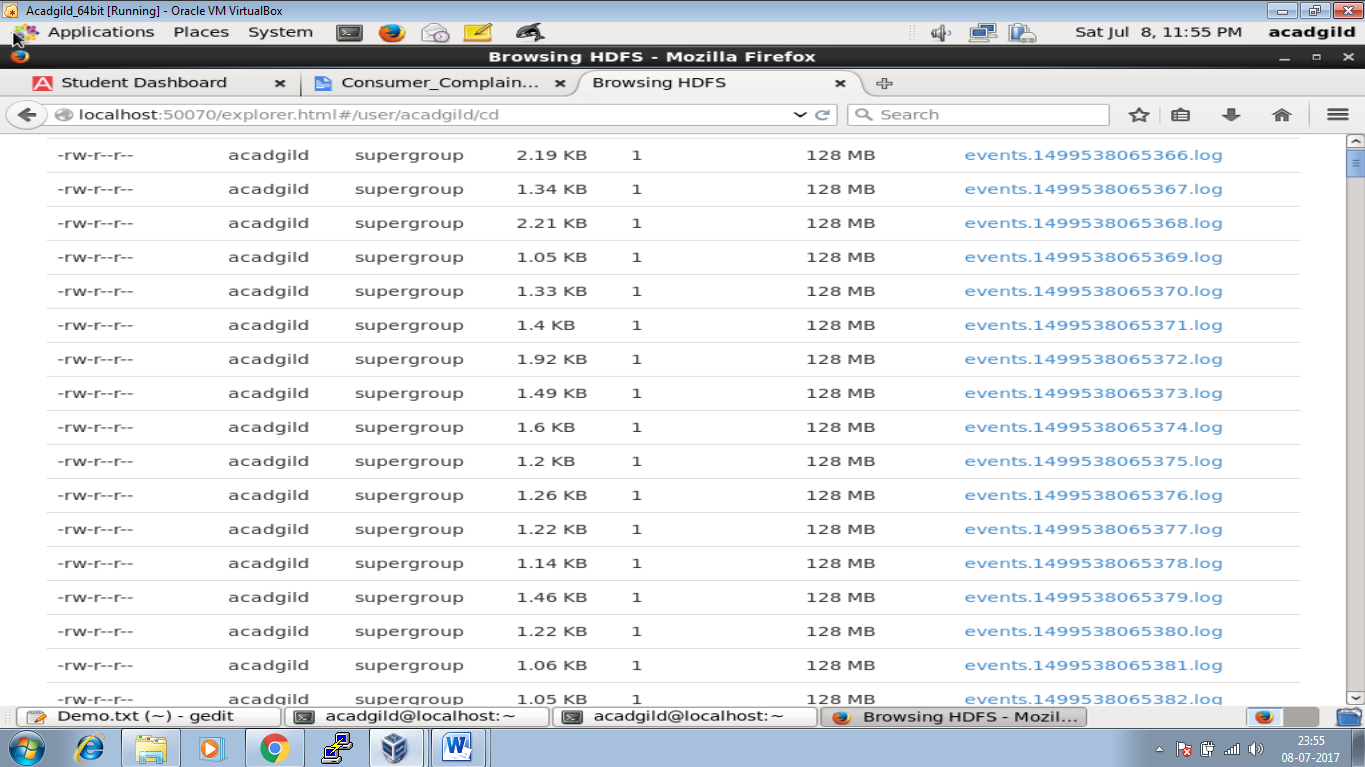 Acadgild_64bit [Running] - Oracle VM VirtualBox
Applications Places System Sat Jul 8, 11:55 PM acadgild
Browsing HDFS - Mozilla Firefox
Student Dashboard Consumer_Complain... Browsing HDFS
localhost:50070/explorer.html#/user/acadgild/cd Search
-rw-r--r-- acadgild supergroup 2.19 KB 1 128 MB events.1499538065366.log
-rw-r--r-- acadgild supergroup 1.34 KB 1 128 MB events.1499538065367.log
-rw-r--r-- acadgild supergroup 2.21 KB 1 128 MB events.1499538065368.log
-rw-r--r-- acadgild supergroup 1.05 KB 1 128 MB events.1499538065369.log
-rw-r--r-- acadgild supergroup 1.33 KB 1 128 MB events.1499538065370.log
-rw-r--r-- acadgild supergroup 1.4 KB 1 128 MB events.1499538065371.log
-rw-r--r-- acadgild supergroup 1.92 KB 1 128 MB events.1499538065372.log
-rw-r--r-- acadgild supergroup 1.49 KB 1 128 MB events.1499538065373.log
-rw-r--r-- acadgild supergroup 1.6 KB 1 128 MB events.1499538065374.log
-rw-r--r-- acadgild supergroup 1.2 KB 1 128 MB events.1499538065375.log
-rw-r--r-- acadgild supergroup 1.26 KB 1 128 MB events.1499538065376.log
-rw-r--r-- acadgild supergroup 1.22 KB 1 128 MB events.1499538065377.log
-rw-r--r-- acadgild supergroup 1.14 KB 1 128 MB events.1499538065378.log
-rw-r--r-- acadgild supergroup 1.46 KB 1 128 MB events.1499538065379.log
-rw-r--r-- acadgild supergroup 1.22 KB 1 128 MB events.1499538065380.log
-rw-r--r-- acadgild supergroup 1.06 KB 1 128 MB events.1499538065381.log
-rw-r--r-- acadgild supergroup 1.05 KB 1 128 MB events.1499538065382.log
Demo.txt (~) - gedit acadgild@localhost:~ acadgild@localhost:~ Browsing HDFS - Mozil...
23:55
08-07-2017